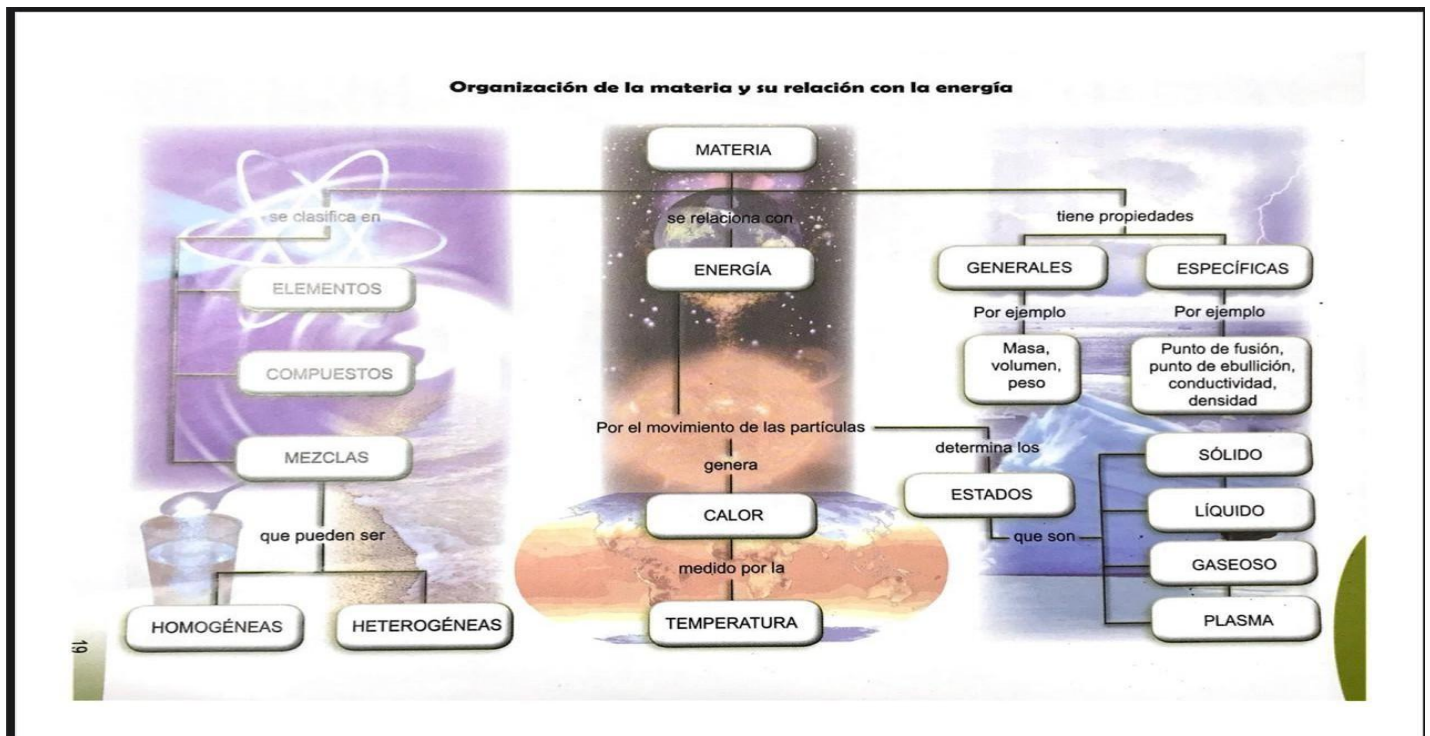 Organización de la materia y su relación con la energía
MATERIA
se clasifica en
se relaciona con
tiene propiedades
ELEMENTOS
COMPUESTOS
MEZCLAS
que pueden ser
HOMOGÉNEAS
HETEROGÉNEAS
ENERGÍA
Por el movimiento de las partículas
genera
CALOR
medido por la
TEMPERATURA
determina los
ESTADOS
que son
SÓLIDO
LÍQUIDO
GASEOSO
PLASMA
GENERALES
Por ejemplo
Masa,
volumen,
peso
ESPECÍFICAS
Por ejemplo
Punto de fusión,
punto de ebullición,
conductividad,
densidad
19